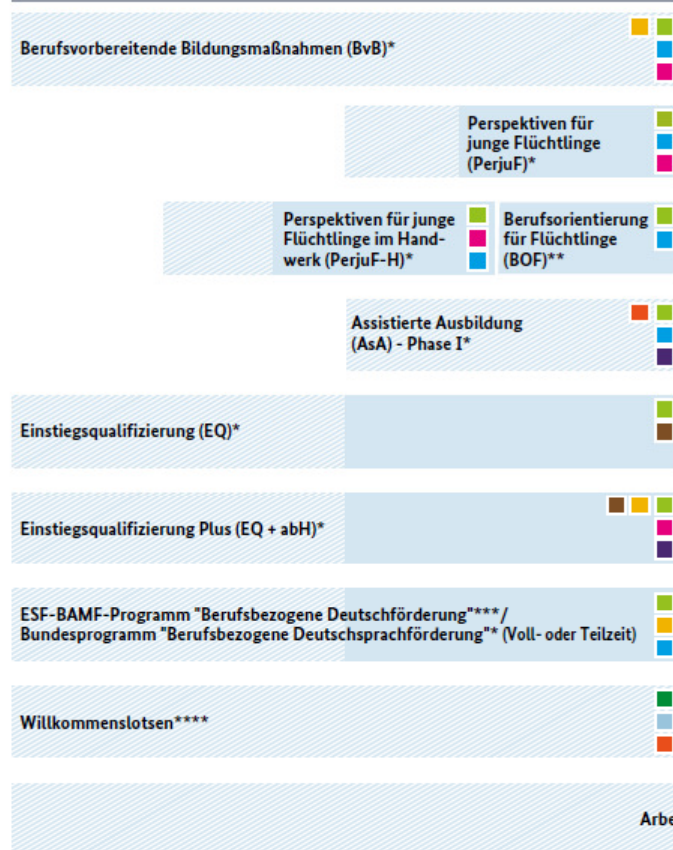 Berufsvorbereitende Bildungsmaßnahmen (BvB)*
Perspektiven für
junge Flüchtlinge
(PerjuF)*
Perspektiven für junge
Flüchtlinge im Hand-
werk (PerjuF-H)*
Berufsorientierung
für Flüchtlinge
(BOF)**
Assistierte Ausbildung
(AsA) - Phase I*
Einstiegsqualifizierung (EQ)*
Einstiegsqualifizierung Plus (EQ + abH)*
ESF-BAMF-Programm "Berufsbezogene Deutschförderung"***/
Bundesprogramm "Berufsbezogene Deutschsprachförderung"* (Voll- oder Teilzeit)
Willkommenslotsen****
Arbe